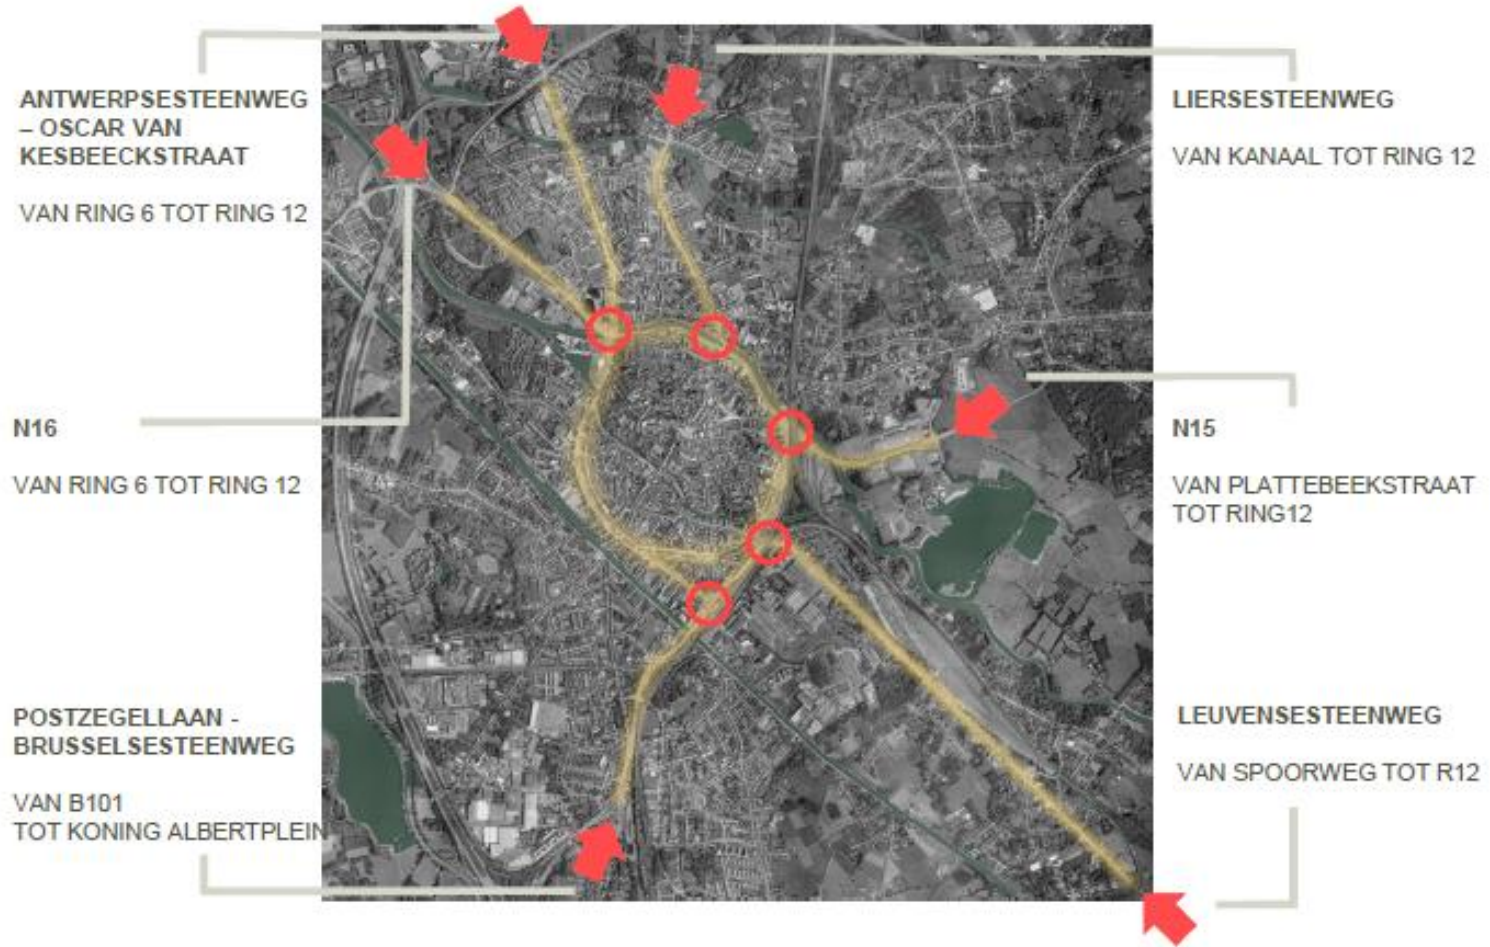 ANTWERPSESTEENWEG
– OSCAR VAN
KESBEECKSTRAAT
VAN RING 6 TOT RING 12
N16
VAN RING 6 TOT RING 12
POSTZEGELLAAN -
BRUSSELSESTEENWEG
VAN B101
TOT KONING ALBERTPLEIN
LIERSESTEENWEG
VAN KANAAL TOT RING 12
N15
VAN PLATTEBEEKSTRAAT
TOT RING12
LEUVENSESTEENWEG
VAN SPOORWEG TOT R12